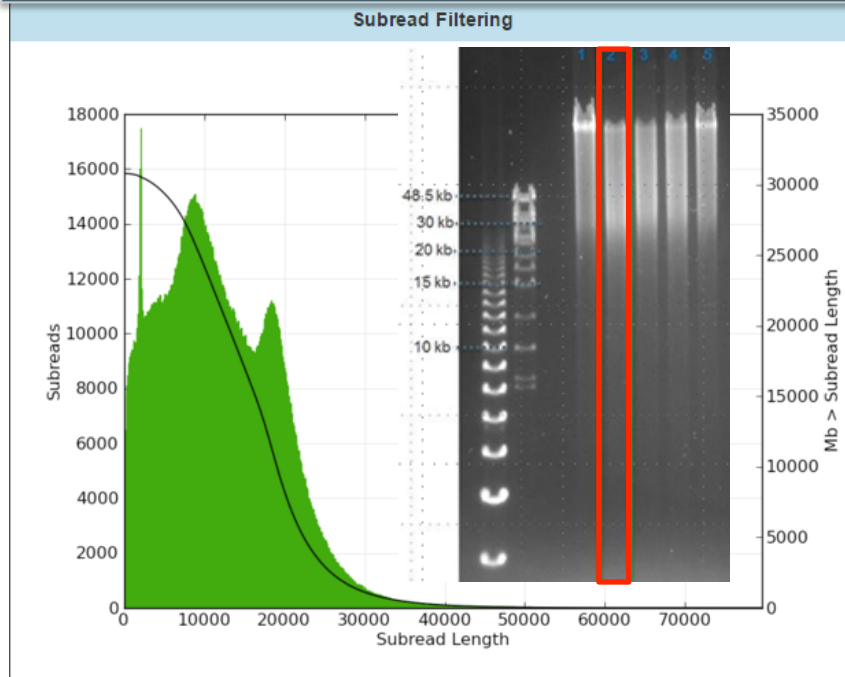 Subread Filtering
1 2 3 4 5
18000
16000
14000
12000
10000
8000
6000
4000
2000
0
Subreads
48.5 kb
30 kb
20 kb
15 kb
10 kb
35000
30000
25000
20000
15000
10000
5000
0
Mb > Subread Length
0 10000 20000 30000 40000 50000 60000 70000
Subread Length